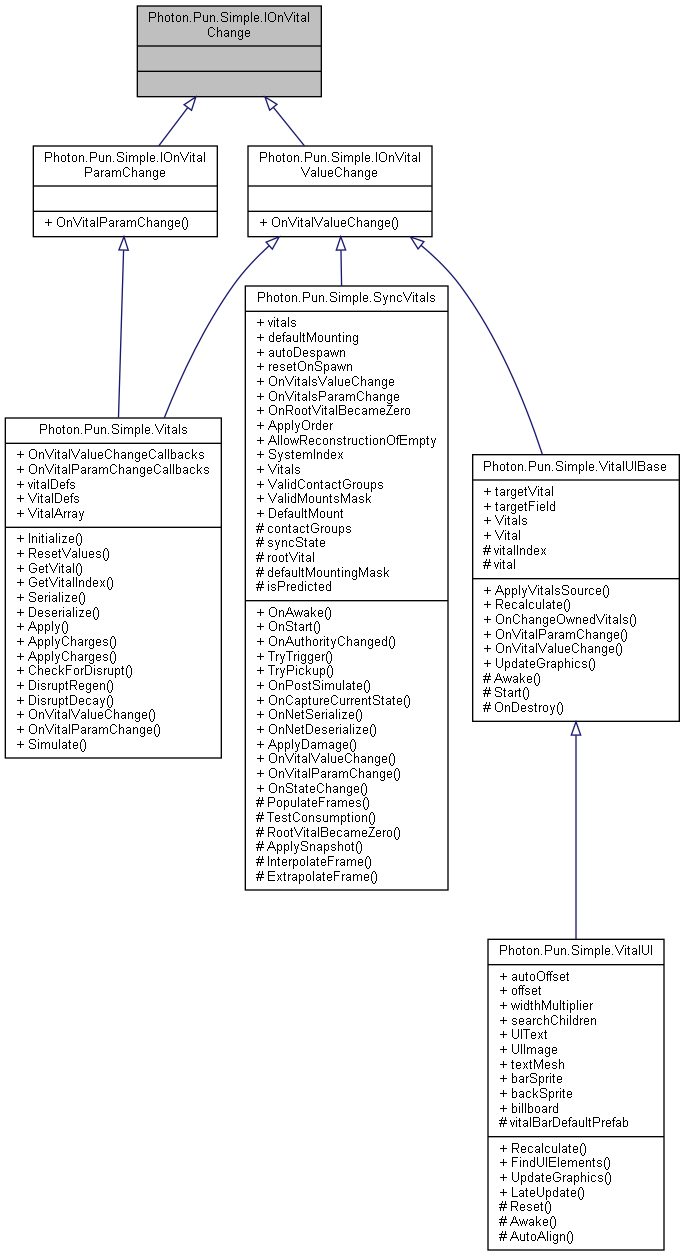 Photon.Pun.Simple.IOnVital
Change
Photon.Pun.Simple.IOnVital
ParamChange
+ OnVitalParamChange()
Photon.Pun.Simple.IOnVital
ValueChange
+ OnVitalValueChange()
Photon.Pun.Simple.Vitals
+ OnVitalValueChangeCallbacks
+ OnVitalParamChangeCallbacks
+ vitalDefs
+ VitalDefs
+ VitalArray
+ Initialize()
+ ResetValues()
+ GetVital()
+ GetVitalIndex()
+ Serialize()
+ Deserialize()
+ Apply()
+ ApplyCharges()
+ ApplyCharges()
+ CheckForDisrupt()
+ DisruptRegen()
+ DisruptDecay()
+ OnVitalValueChange()
+ OnVitalParamChange()
+ Simulate()
Photon.Pun.Simple.SyncVitals
+ vitals
+ defaultMounting
+ autoDespawn
+ resetOnSpawn
+ OnVitalsValueChange
+ OnVitalsParamChange
+ OnRootVitalBecameZero
+ ApplyOrder
+ AllowReconstructionOfEmpty
+ SystemIndex
+ Vitals
+ ValidContactGroups
+ ValidMountsMask
+ DefaultMount
# contactGroups
# syncState
# rootVital
# defaultMountingMask
# isPredicted
+ OnAwake()
+ OnStart()
+ OnAuthorityChanged()
+ TryTrigger()
+ TryPickup()
+ OnPostSimulate()
+ OnCaptureCurrentState()
+ OnNetSerialize()
+ OnNetDeserialize()
+ ApplyDamage()
+ OnVitalValueChange()
+ OnVitalParamChange()
+ OnStateChange()
# PopulateFrames()
# TestConsumption()
# RootVitalBecameZero()
# ApplySnapshot()
# InterpolateFrame()
# ExtrapolateFrame()
Photon.Pun.Simple.VitalUIBase
+ targetVital
+ targetField
+ Vitals
+ Vital
# vitalIndex
# vital
+ ApplyVitalsSource()
+ Recalculate()
+ OnChangeOwnedVitals()
+ OnVitalParamChange()
+ OnVitalValueChange()
+ UpdateGraphics()
# Awake()
# Start()
# OnDestroy()
Photon.Pun.Simple.VitalUI
+ autoOffset
+ offset
+ widthMultiplier
+ searchChildren
+ UIText
+ UIImage
+ textMesh
+ barSprite
+ backSprite
+ billboard
# vitalBarDefaultPrefab
+ Recalculate()
+ FindUIElements()
+ UpdateGraphics()
+ LateUpdate()
# Reset()
# Awake()
# AutoAlign()